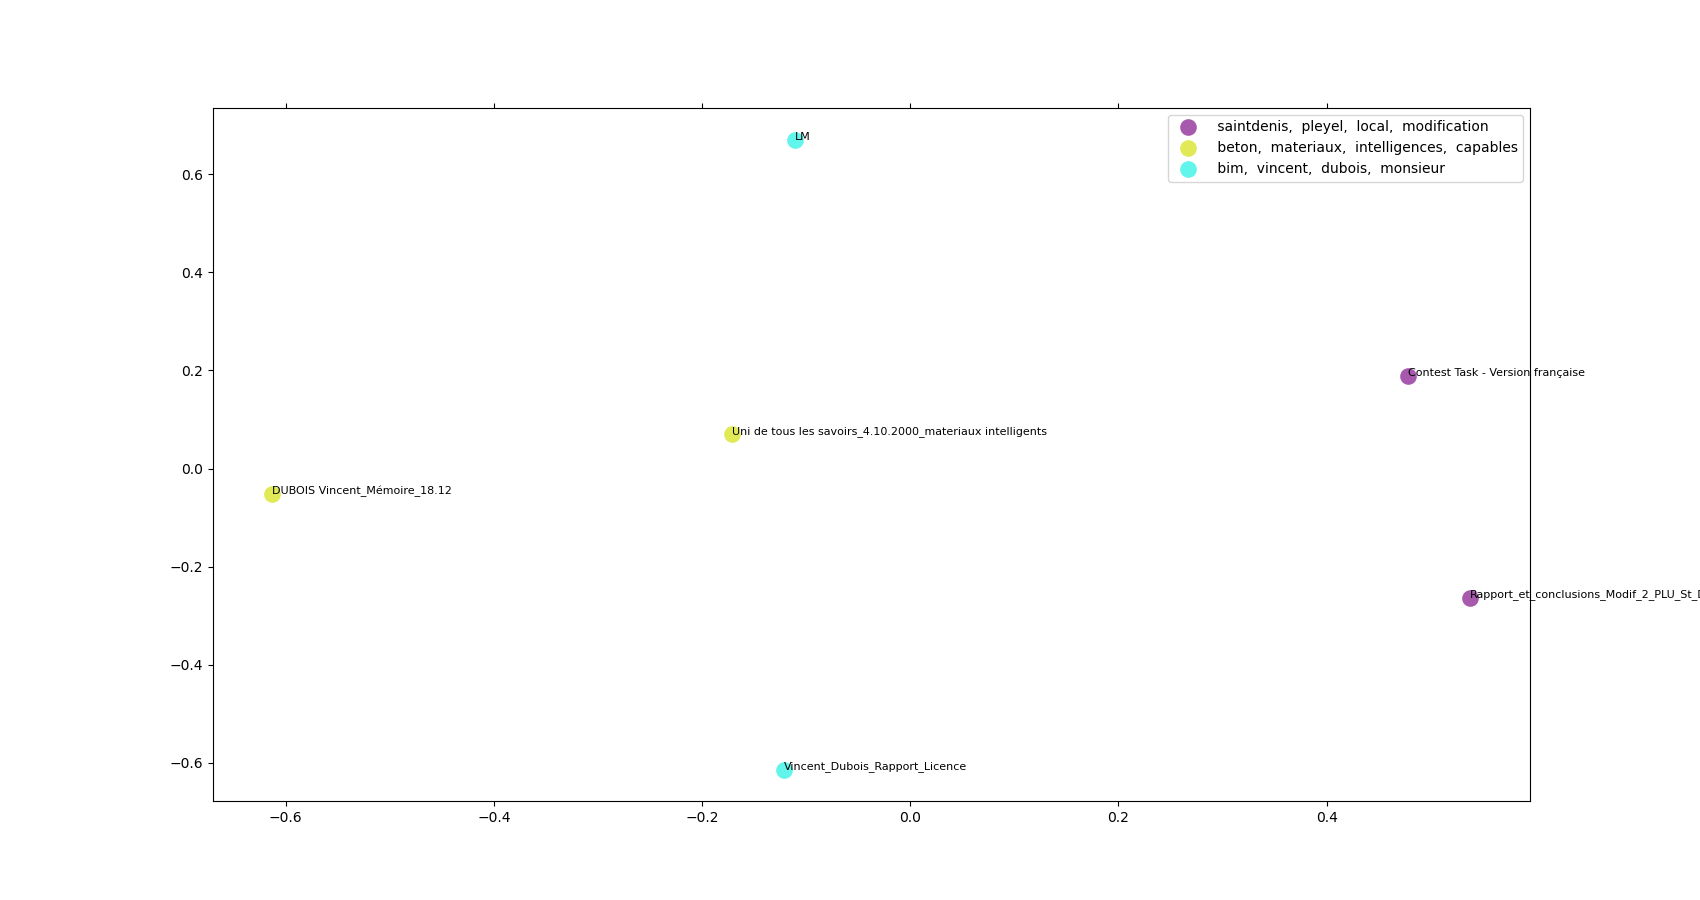 LM
saintdenis, pleyel, local, modification
beton, materiaux, intelligences, capables
bim, vincent, dubois, monsieur
0.6
0.4
0.2
Contest Task - Version française
Uni de tous les savoirs_4.10.2000_materiaux intelligents
0.0
DUBOIS Vincent_Mémoire_18.12
−0.2
Rapport_et_conclusions_Modif_2_PLU_St_
−0.4
−0.6
Vincent_Dubois_Rapport_Licence
−0.6 −0.4 −0.2 0.0 0.2 0.4